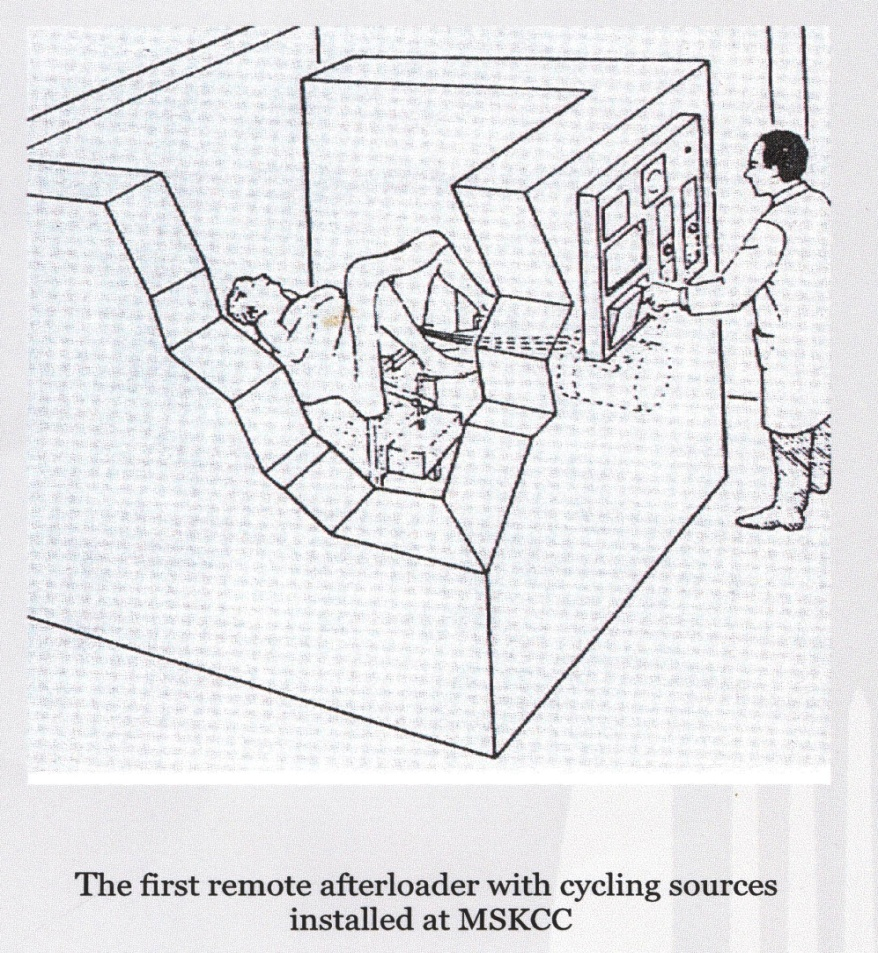 The first remote afterloader with cycling sources
installed at MSKCC